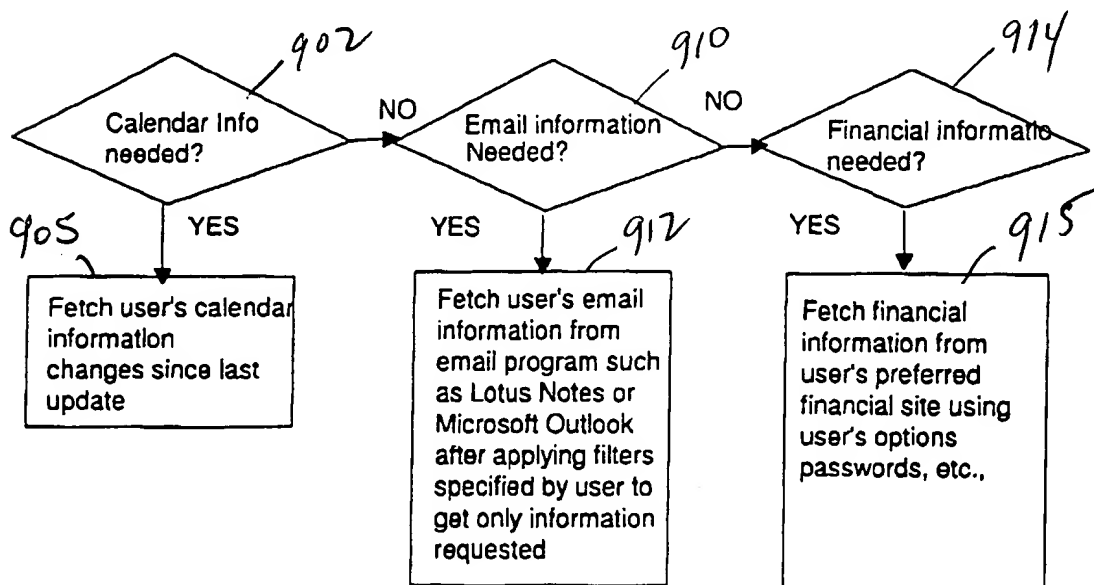 902
910
914
Calendar Info
needed?
NO
Email information
Needed?
NO
Financial informatio
needed?
905
YES
YES
912
YES
915
Fetch user's calendar
information
changes since last
update
Fetch user's email
information from
email program such
as Lotus Notes or
Microsoft Outlook
after applying filters
specified by user to
get only information
requested
Fetch financial
information from
user's preferred
financial site using
user's options
passwords, etc.,